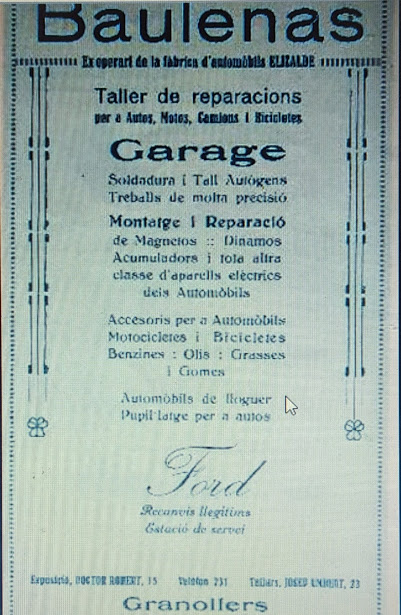 Baulenas
Ex operari de la fàbrica d'automòbils ELIZALDE
Taller de reparacions
per a Autos, Motos, Camions i Bicicletes
Garage
Soldadura i Tall Autògens
Treballs de molta precisió
Montatge i Reparació
de Magnetos :: Dinamos
Acumuladors i tota altra
classe d'aparells elèctrics
dels Automòbils
Accesoris per a Automòbils
Motocicletes i Bicicletes
Benzines : Olis : Grasses
i Gomes
Automòbils de lloguer
Pupil·latge per a autos
Ford
Recanvis llegítims
Estació de servei
Exposició, DOCTOR ROBERT, 15 Telèfon 231 Tallers, JOSEP UMBERT, 23
Granollers